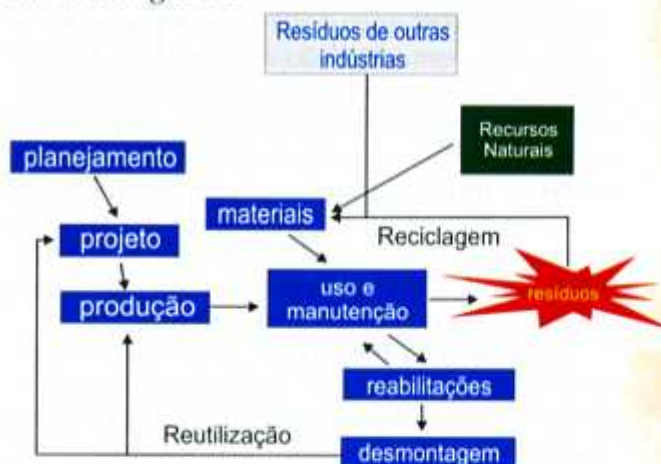 Resíduos de outras
indústrias
Recursos
Naturais
planejamento
materiais
projeto
Reciclagem
produção
uso e
manutenção
resíduos
reabilitações
Reutilização
desmontagem